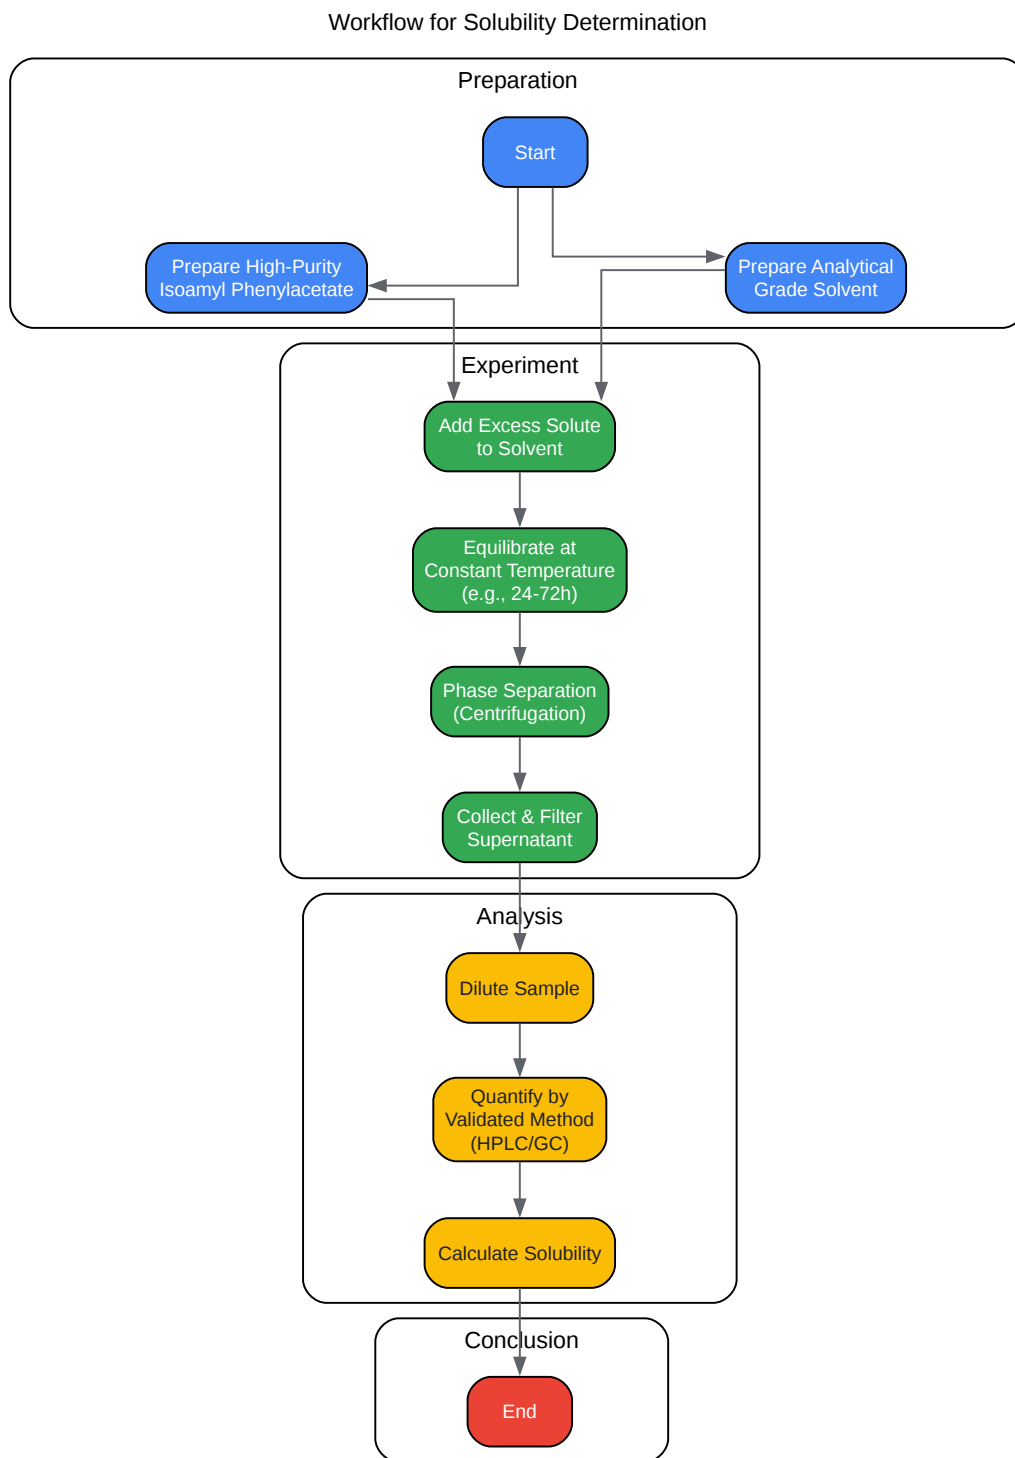 Workflow for Solubility Determination
Preparation
Start
Prepare High-Purity
Isoamyl Phenylacetate
Prepare Analytical
Grade Solvent
Experiment
Add Excess Solute
to Solvent
Equilibrate at
Constant Temperature
(e.g., 24-72h)
Phase Separation
(Centrifugation)
Collect & Filter
Supernatant
Analysis
Dilute Sample
Quantify by
Validated Method
(HPLC/GC)
Calculate Solubility
Conclusion
End